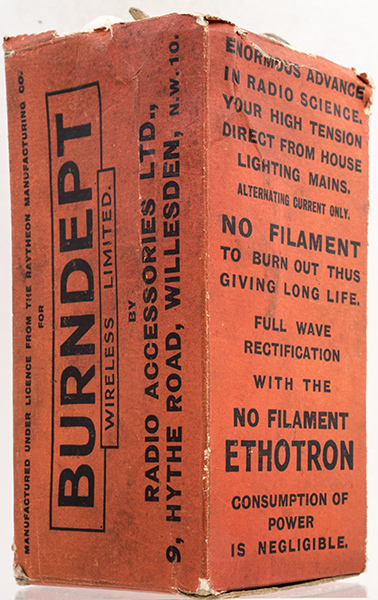 MANUFACTURED UNDER LICENCE FROM THE RAYTHEON MANUFACTURING CO.
FOR
BURNDEPT
WIRELESS LIMITED.
BY
RADIO ACCESSORIES LTD.,
9, HYTHE ROAD, WILLESDEN, N.W. 10.
ENORMOUS ADVANCE
IN RADIO SCIENCE.
YOUR HIGH TENSION
DIRECT FROM HOUSE
LIGHTING MAINS.
ALTERNATING CURRENT ONLY.
NO FILAMENT
TO BURN OUT THUS
GIVING LONG LIFE.
FULL WAVE
RECTIFICATION
WITH THE
NO FILAMENT
ETHOTRON
CONSUMPTION OF
POWER
IS NEGLIGIBLE.